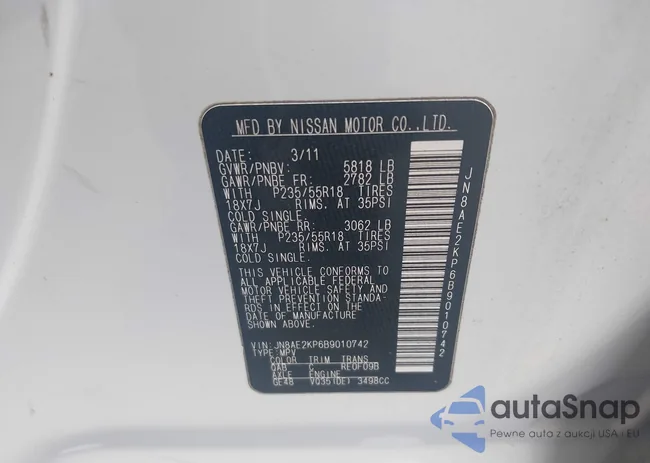 MFD BY NISSAN MOTOR CO.,LTD.
DATE: 3/11
GVWR/PNBV: 5818 LB
GAWR/PNBE FR: 2782 LB
WITH P235/55R18 TIRES
18X7J RIMS, AT 35PSI
COLD SINGLE.
GAWR/PNBE RR: 3062 LB
WITH P235/55R18 TIRES
18X7J RIMS, AT 35PSI
COLD SINGLE.
THIS VEHICLE CONFORMS TO
ALL APPLICABLE FEDERAL
MOTOR VEHICLE SAFETY AND
THEFT PREVENTION STANDA-
RDS IN EFFECT ON THE
DATE OF MANUFACTURE
SHOWN ABOVE.
VIN: JN8AE2KP6B9010742
TYPE: MPV
COLOR TRIM TRANS
QAB C RE0F09B
AXLE ENGINE
GE48 VQ35(DE) 3498CC
JN8AE2KP6B9010742
autoSnap
Pewne auta z aukcji USA i EU